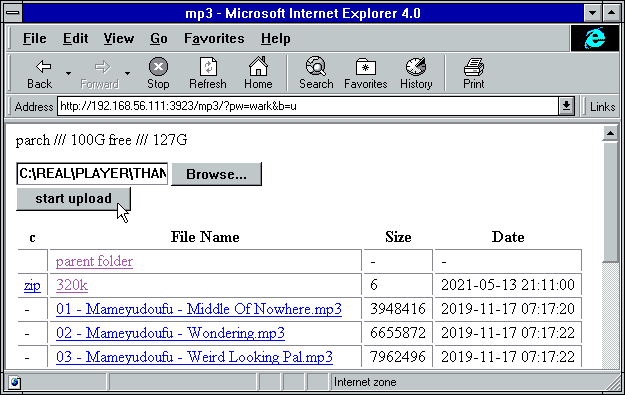 mp3 - Microsoft Internet Explorer 4.0
File Edit View Go Favorites Help
Back Forward Stop Refresh Home Search Favorites History Print
Address http://192.168.56.111:3923/mp3/?pw=wark&b=u Links
parch /// 100G free /// 127G
C:\REAL\PLAYER\THAN Browse...
start upload
c File Name Size Date
parent folder - -
zip 320k 6 2021-05-13 21:11:00
- 01 - Mameyudoufu - Middle Of Nowhere.mp3 3948416 2019-11-17 07:17:20
- 02 - Mameyudoufu - Wondering.mp3 6655872 2019-11-17 07:17:22
- 03 - Mameyudoufu - Weird Looking Pal.mp3 7962496 2019-11-17 07:17:22
Internet zone